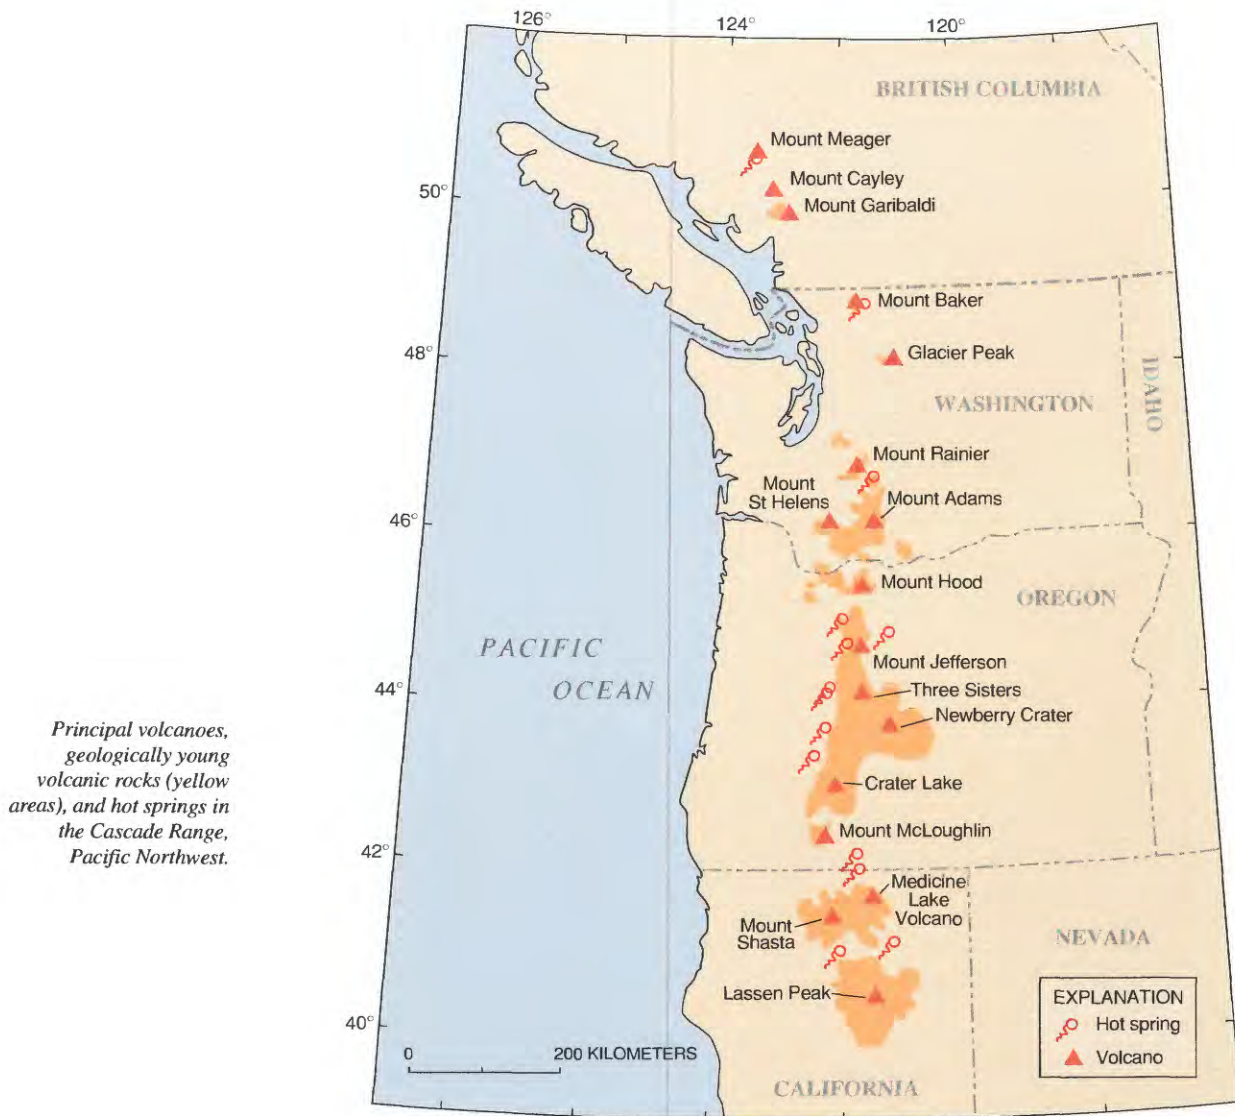 126°
124°
120°
BRITISH COLUMBIA
Mount Meager
Mount Cayley
50°
Mount Garibaldi
Mount Baker
48°
Glacier Peak
IDAHO
WASHINGTON
Mount Rainier
Mount
St Helens
Mount Adams
46°
Mount Hood
OREGON
PACIFIC
OCEAN
Mount Jefferson
44°
Three Sisters
Newberry Crater
Crater Lake
Mount McLoughlin
42°
Medicine
Lake
Volcano
Mount
Shasta
NEVADA
Lassen Peak
40°
0 200 KILOMETERS
CALIFORNIA
EXPLANATION
Hot spring
Volcano
Principal volcanoes,
geologically young
volcanic rocks (yellow
areas), and hot springs in
the Cascade Range,
Pacific Northwest.